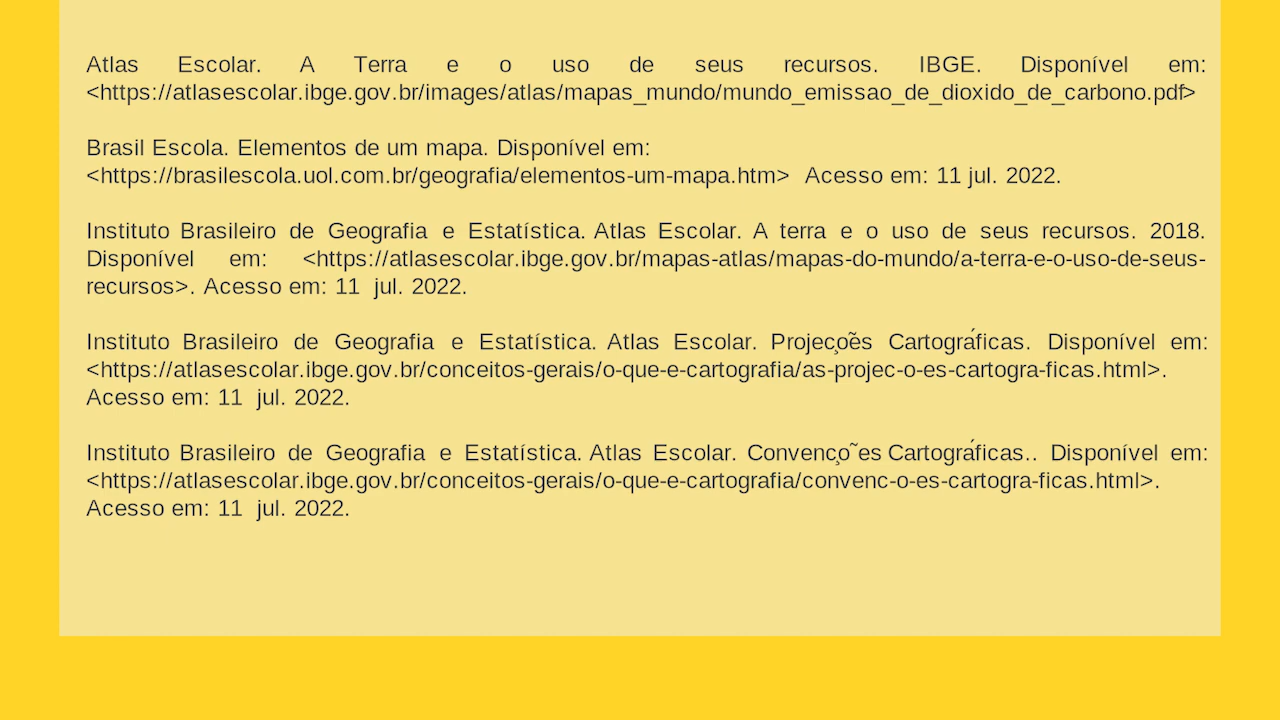 Atlas Escolar. A Terra e o uso de seus recursos. IBGE. Disponível em:
<https://atlasescolar.ibge.gov.br/images/atlas/mapas_mundo/mundo_emissao_de_dioxido_de_carbono.pdf>
Brasil Escola. Elementos de um mapa. Disponível em:
<https://brasilescola.uol.com.br/geografia/elementos-um-mapa.htm> Acesso em: 11 jul. 2022.
Instituto Brasileiro de Geografia e Estatística. Atlas Escolar. A terra e o uso de seus recursos. 2018.
Disponível em: <https://atlasescolar.ibge.gov.br/mapas-atlas/mapas-do-mundo/a-terra-e-o-uso-de-seus-
recursos>. Acesso em: 11 jul. 2022.
Instituto Brasileiro de Geografia e Estatística. Atlas Escolar. Projeções Cartográficas. Disponível em:
<https://atlasescolar.ibge.gov.br/conceitos-gerais/o-que-e-cartografia/as-projec-o-es-cartogra-ficas.html>.
Acesso em: 11 jul. 2022.
Instituto Brasileiro de Geografia e Estatística. Atlas Escolar. Convenções Cartográficas.. Disponível em:
<https://atlasescolar.ibge.gov.br/conceitos-gerais/o-que-e-cartografia/convenc-o-es-cartogra-ficas.html>.
Acesso em: 11 jul. 2022.